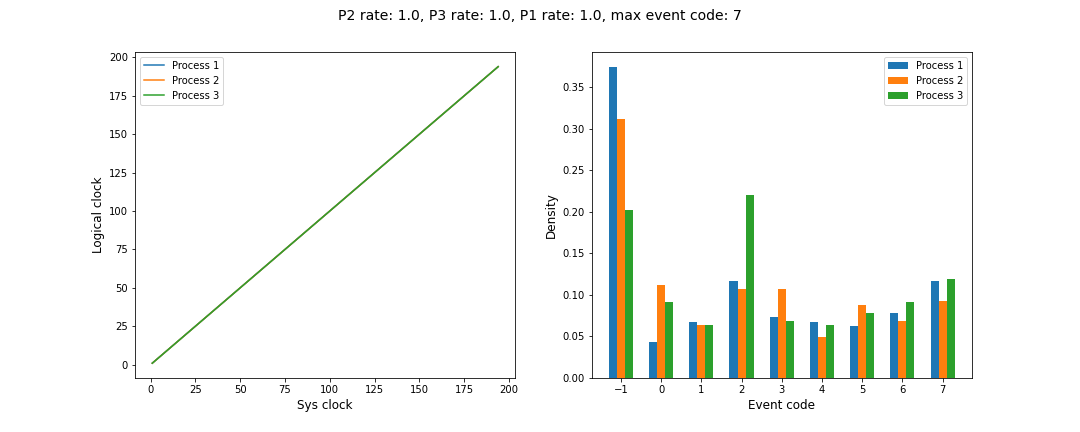 P2 rate: 1.0, P3 rate: 1.0, P1 rate: 1.0, max event code: 7
Process 1
Process 2
Process 3
200
175
150
125
100
75
50
25
0
Logical clock
0 25 50 75 100 125 150 175 200
Sys clock
Process 1
Process 2
Process 3
0.35
0.30
0.25
0.20
0.15
0.10
0.05
0.00
Density
−1 0 1 2 3 4 5 6 7
Event code